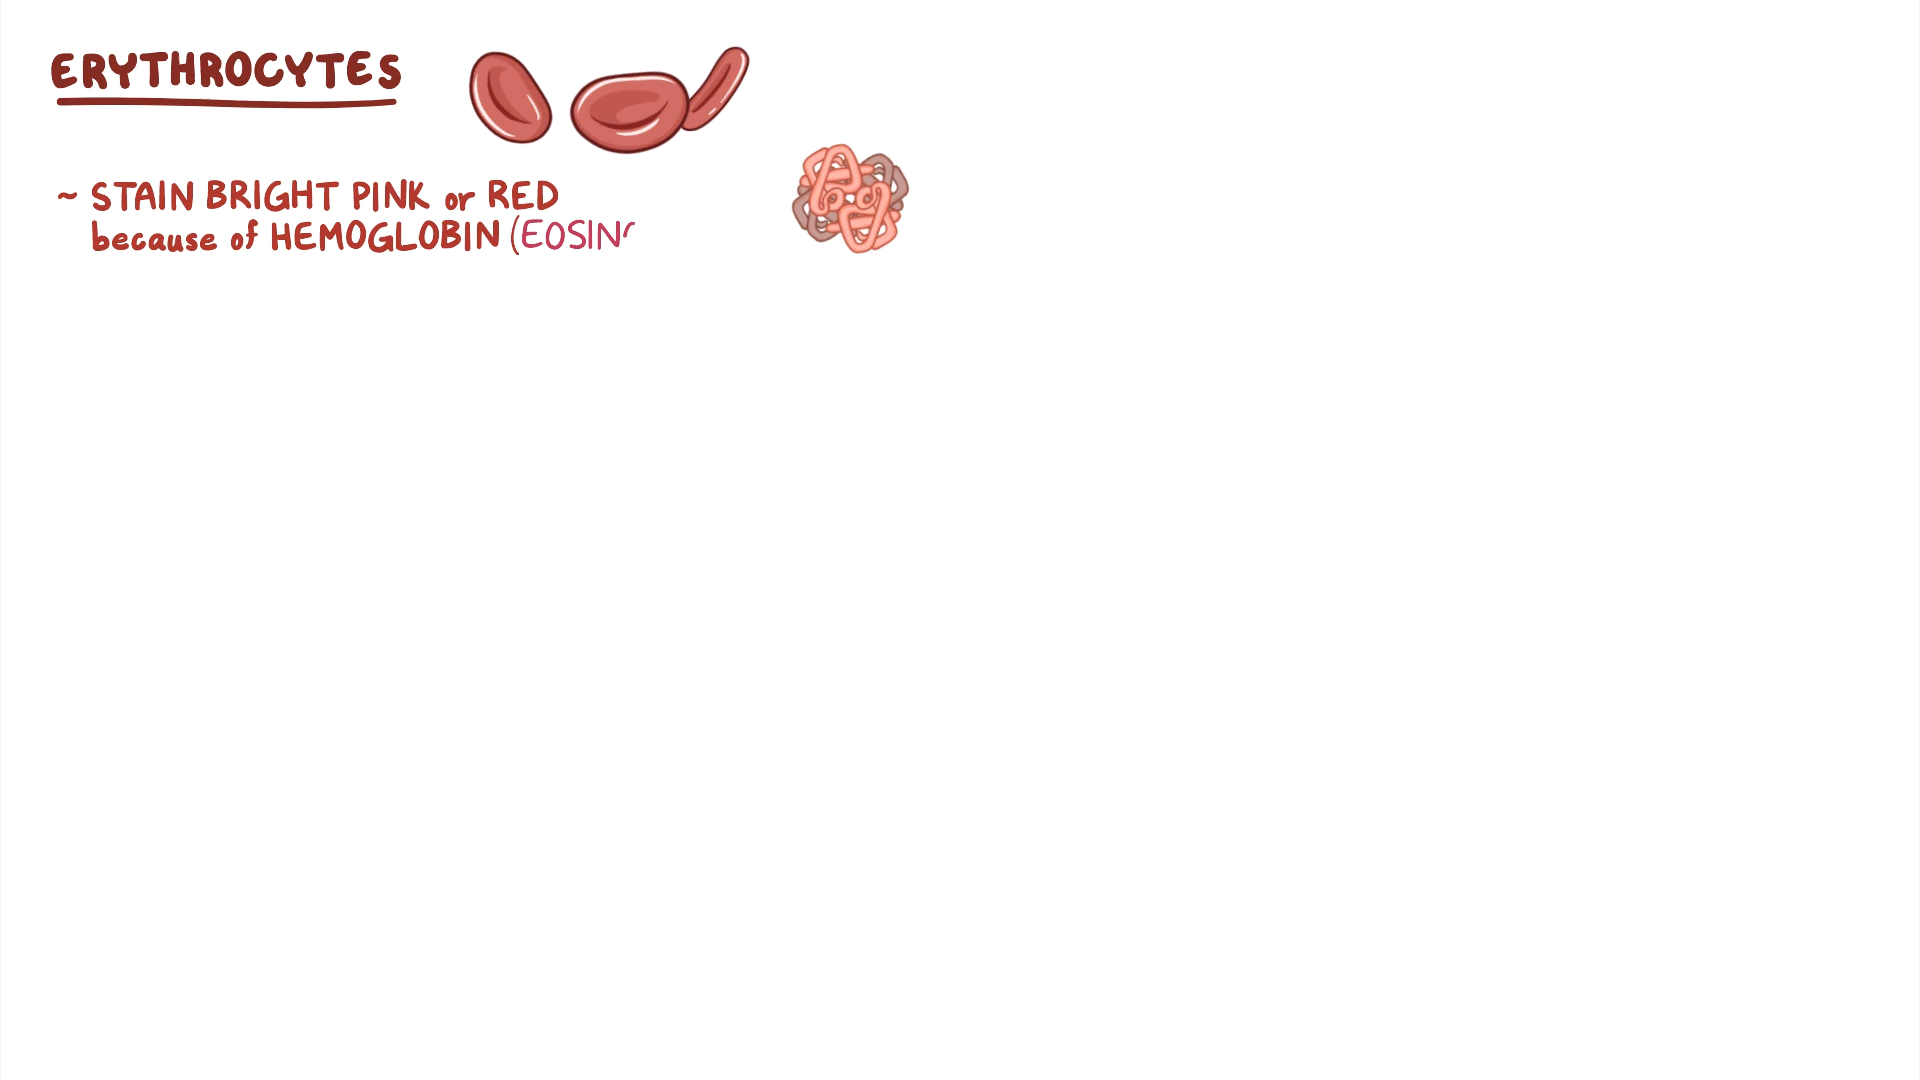 ERYTHROCYTES
~ STAIN BRIGHT PINK or RED
because of HEMOGLOBIN (EOSIN